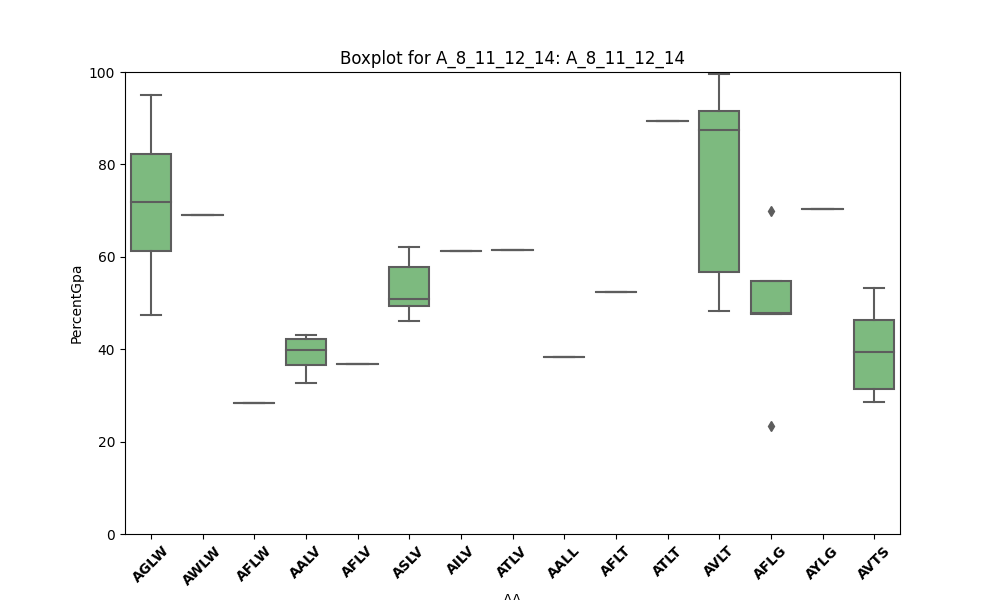 Boxplot for A_8_11_12_14: A_8_11_12_14
100
80
60
40
20
0
PercentGpa
AGLW AWLW AFLW AALV AFLV ASLV AILV ATLV AALL AFLT ATLT AVLT AFLG AYLG AVTS
AA